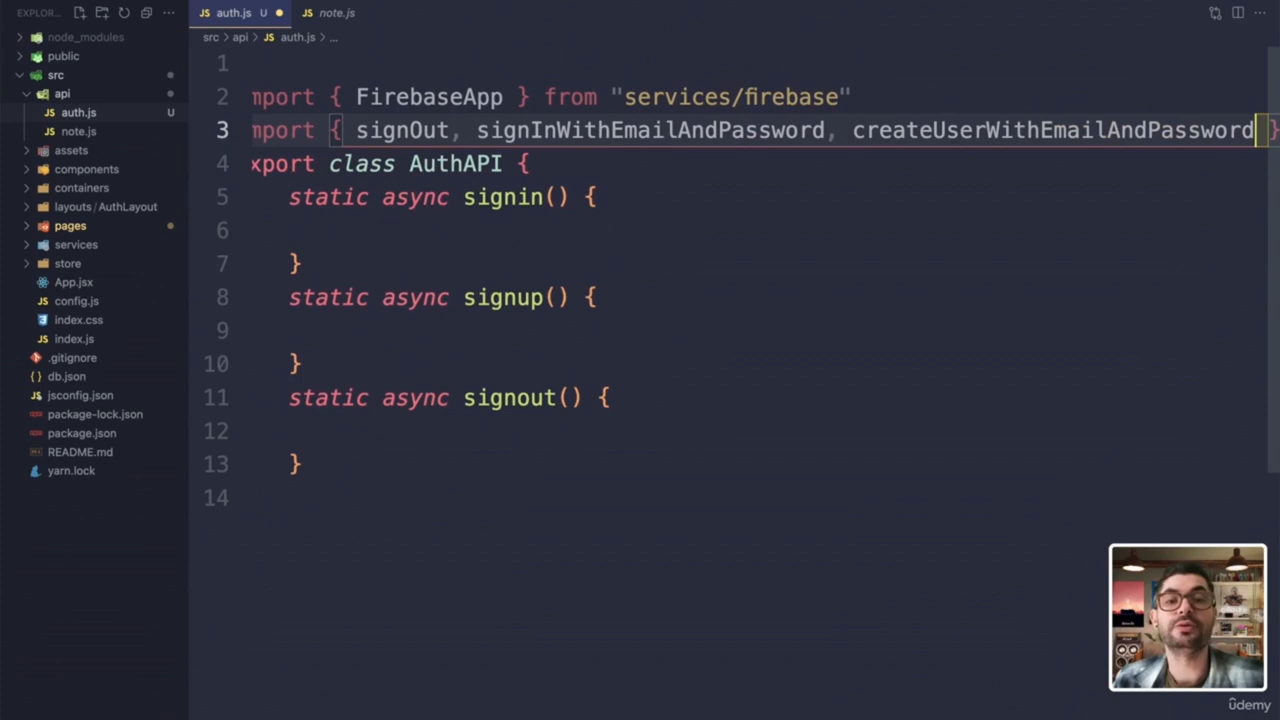 EXPLOR...
auth.js U
note.js
src > api > JS auth.js > ...
node_modules
public
src
api
JS auth.js U
JS note.js
assets
components
containers
layouts / AuthLayout
pages
services
store
App.jsx
JS config.js
index.css
JS index.js
.gitignore
{ } db.json
jsconfig.json
package-lock.json
package.json
README.md
yarn.lock
1
2 mport { FirebaseApp } from "services/firebase"
3 mport { signOut, signInWithEmailAndPassword, createUserWithEmailAndPassword }
4 xport class AuthAPI {
5 static async signin() {
6
7 }
8 static async signup() {
9
10 }
11 static async signout() {
12
13 }
14
ûdemy